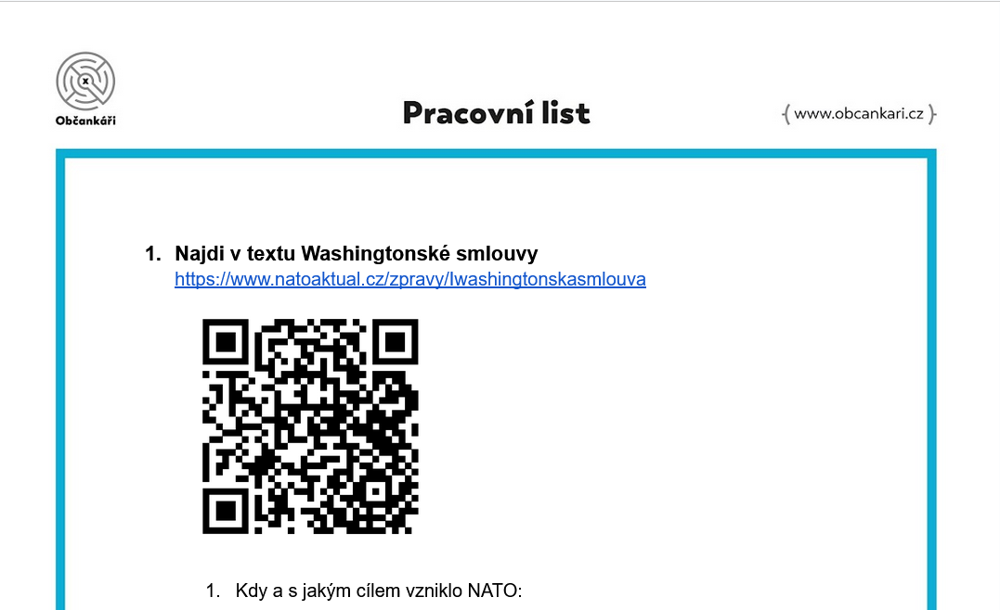 Občankáři
Pracovní list
www.obcankari.cz
1. Najdi v textu Washingtonské smlouvy
https://www.natoaktual.cz/zpravy/Iwashingtonskasmlouva
1. Kdy a s jakým cílem vzniklo NATO: